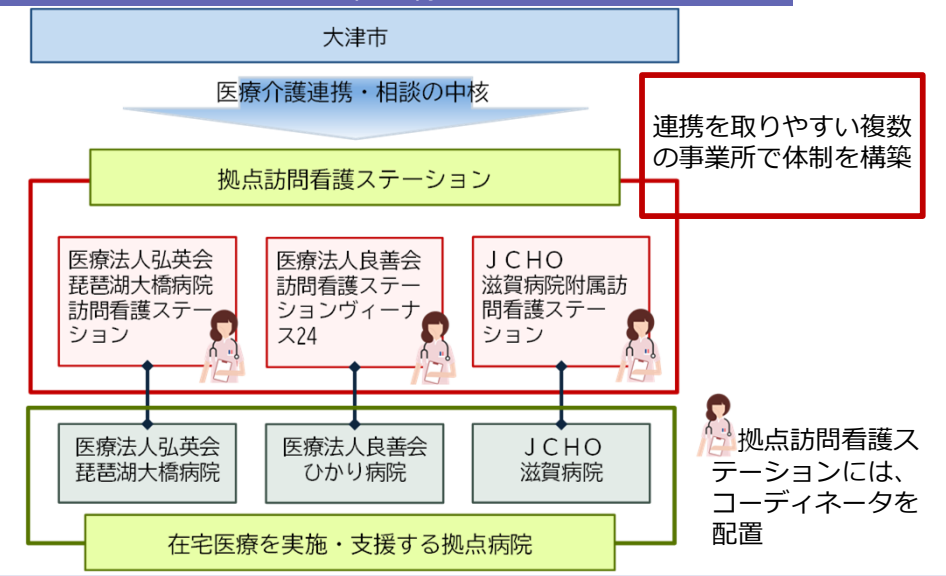 大津市
医療介護連携・相談の中核
連携を取りやすい複数
の事業所で体制を構築
拠点訪問看護ステーション
医療法人弘英会
琵琶湖大橋病院
訪問看護ステー
ション
医療法人良善会
訪問看護ステー
ションヴィーナ
ス24
ＪＣＨＯ
滋賀病院附属訪
問看護ステー
ション
医療法人弘英会
琵琶湖大橋病院
医療法人良善会
ひかり病院
ＪＣＨＯ
滋賀病院
拠点訪問看護ス
テーションには、
コーディネータを
配置
在宅医療を実施・支援する拠点病院